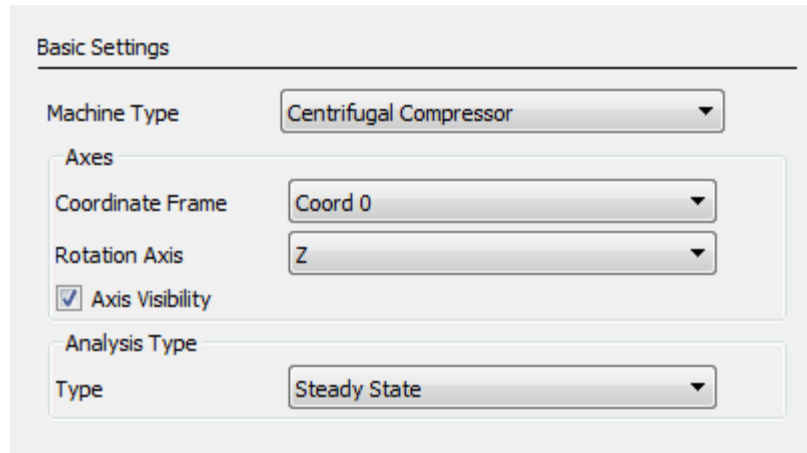 Basic Settings
Machine Type Centrifugal Compressor
Axes
Coordinate Frame Coord 0
Rotation Axis Z
Axis Visibility
Analysis Type
Type Steady State